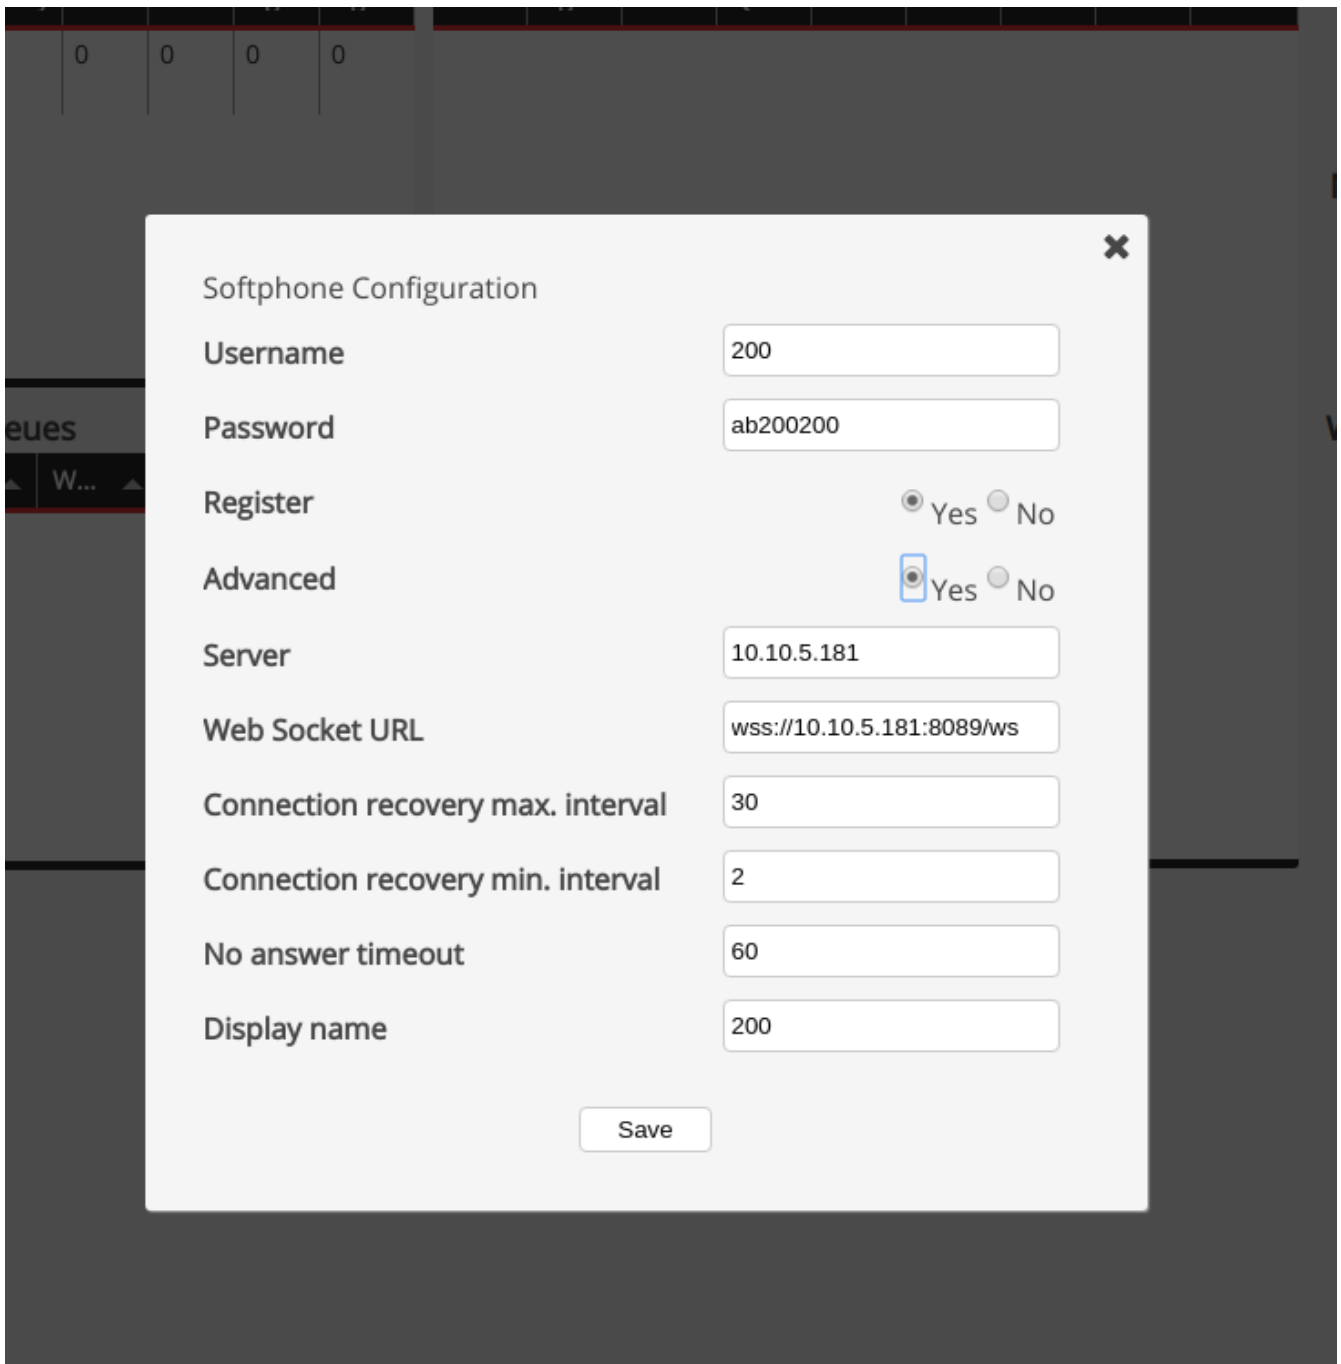 0 0 0 0
Softphone Configuration
Username 200
eues
Password ab200200
W...
Register Yes No
Advanced Yes No
Server 10.10.5.181
Web Socket URL wss://10.10.5.181:8089/ws
Connection recovery max. interval 30
Connection recovery min. interval 2
No answer timeout 60
Display name 200
Save